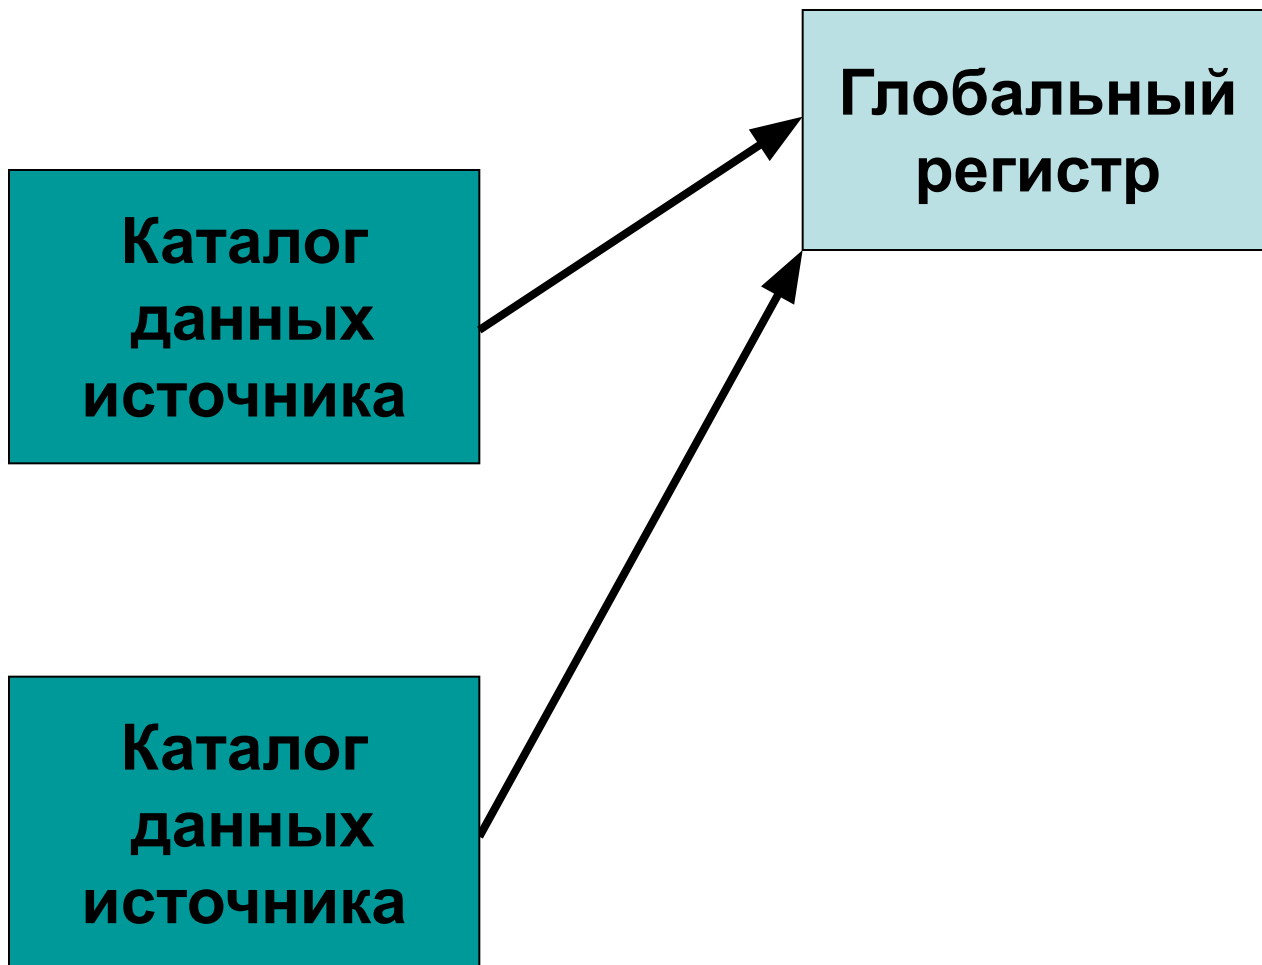 Глобальный
регистр
Каталог
данных
источника
Каталог
данных
источника